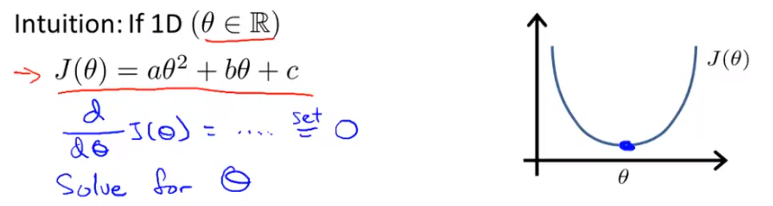 Intuition: If 1D (θ ∈ ℝ)
→ J(θ) = aθ² + bθ + c
d/dθ J(θ) = .... set = 0
Solve for θ
J(θ)
θ